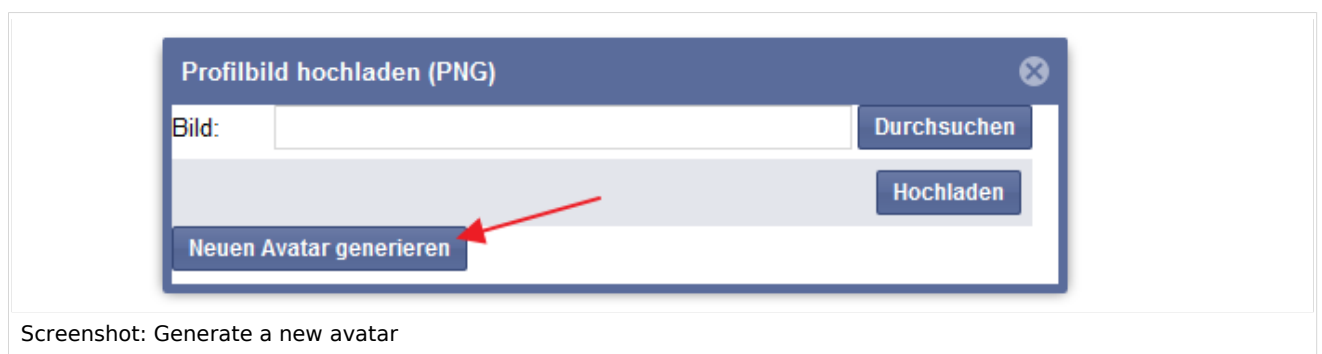 Profilbild hochladen (PNG)
Bild:
Durchsuchen
Hochladen
Neuen Avatar generieren
Screenshot: Generate a new avatar